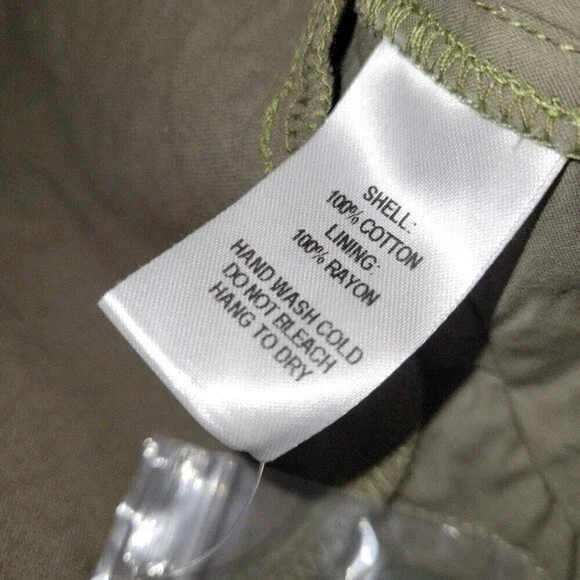 SHELL:
100% COTTON
LINING:
100% RAYON
HAND WASH COLD
DO NOT BLEACH
HANG TO DRY